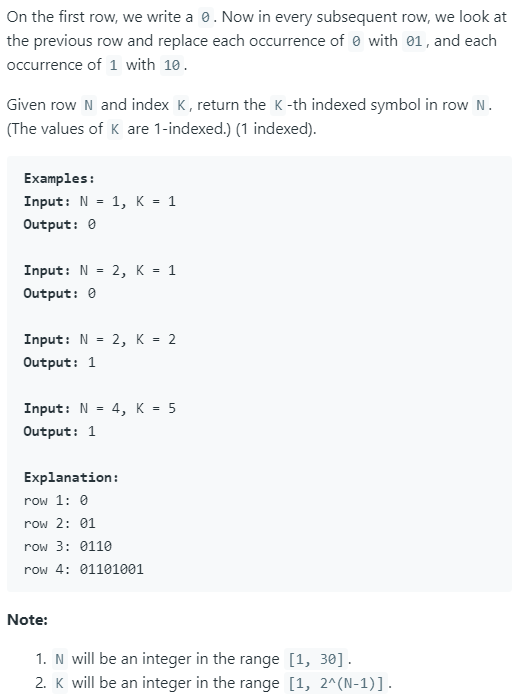 On the first row, we write a 0. Now in every subsequent row, we look at
the previous row and replace each occurrence of 0 with 01, and each
occurrence of 1 with 10.
Given row N and index K, return the K-th indexed symbol in row N.
(The values of K are 1-indexed.) (1 indexed).
Examples:
Input: N = 1, K = 1
Output: 0
Input: N = 2, K = 1
Output: 0
Input: N = 2, K = 2
Output: 1
Input: N = 4, K = 5
Output: 1
Explanation:
row 1: 0
row 2: 01
row 3: 0110
row 4: 01101001
Note:
1. N will be an integer in the range [1, 30].
2. K will be an integer in the range [1, 2^(N-1)].